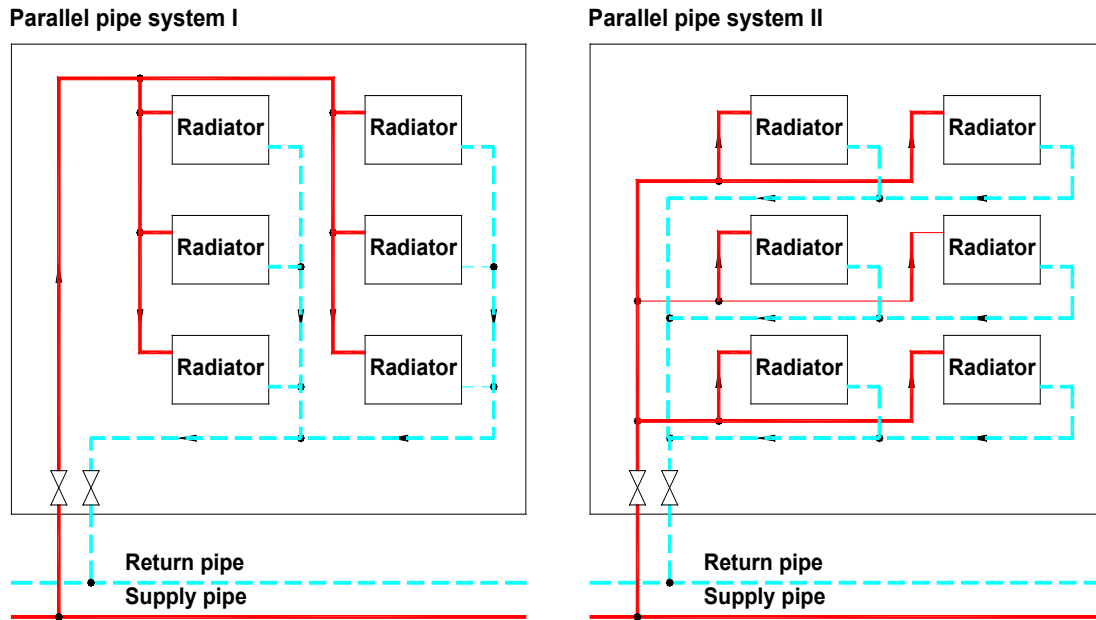 Parallel pipe system I
Radiator
Radiator
Radiator
Radiator
Radiator
Radiator
Return pipe
Supply pipe
Parallel pipe system II
Radiator
Radiator
Radiator
Radiator
Radiator
Radiator
Return pipe
Supply pipe